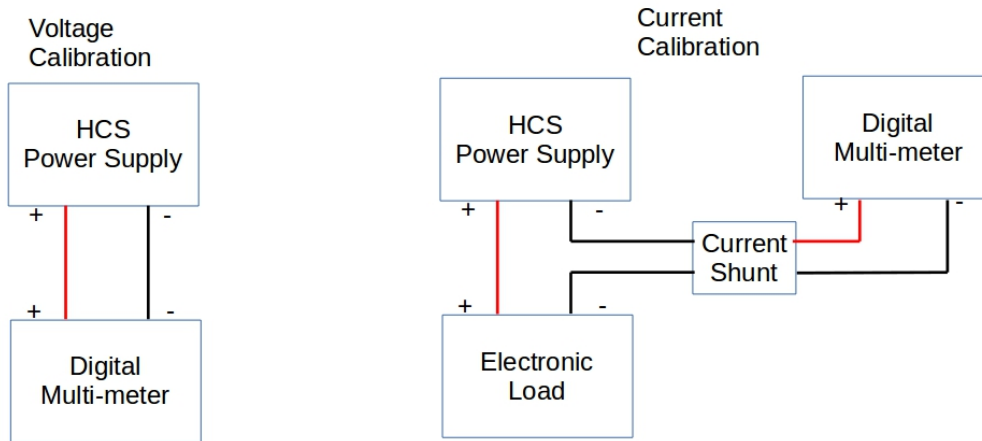 Voltage
Calibration
HCS
Power Supply
+ -
+ -
Digital
Multi-meter
Current
Calibration
HCS
Power Supply
Digital
Multi-meter
+ -
+ -
Current
Shunt
+ -
Electronic
Load